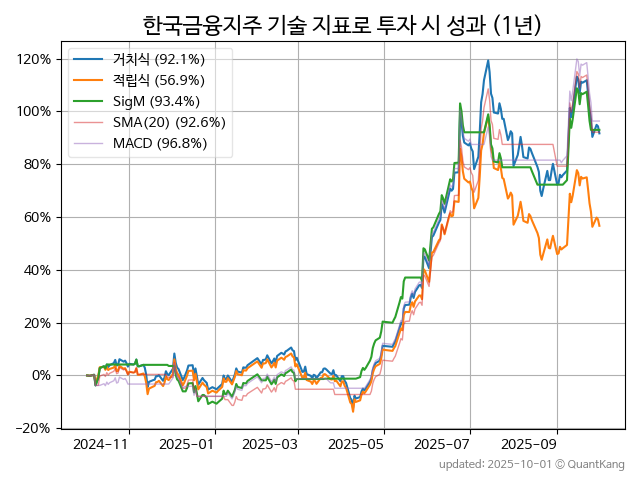 한국금융지주 기술 지표로 투자 시 성과 (1년)
120%
100%
80%
60%
40%
20%
0%
−20%
거치식 (92.1%)
적립식 (56.9%)
SigM (93.4%)
SMA(20) (92.6%)
MACD (96.8%)
2024-11 2025-01 2025-03 2025-05 2025-07 2025-09
updated: 2025-10-01 © QuantKang